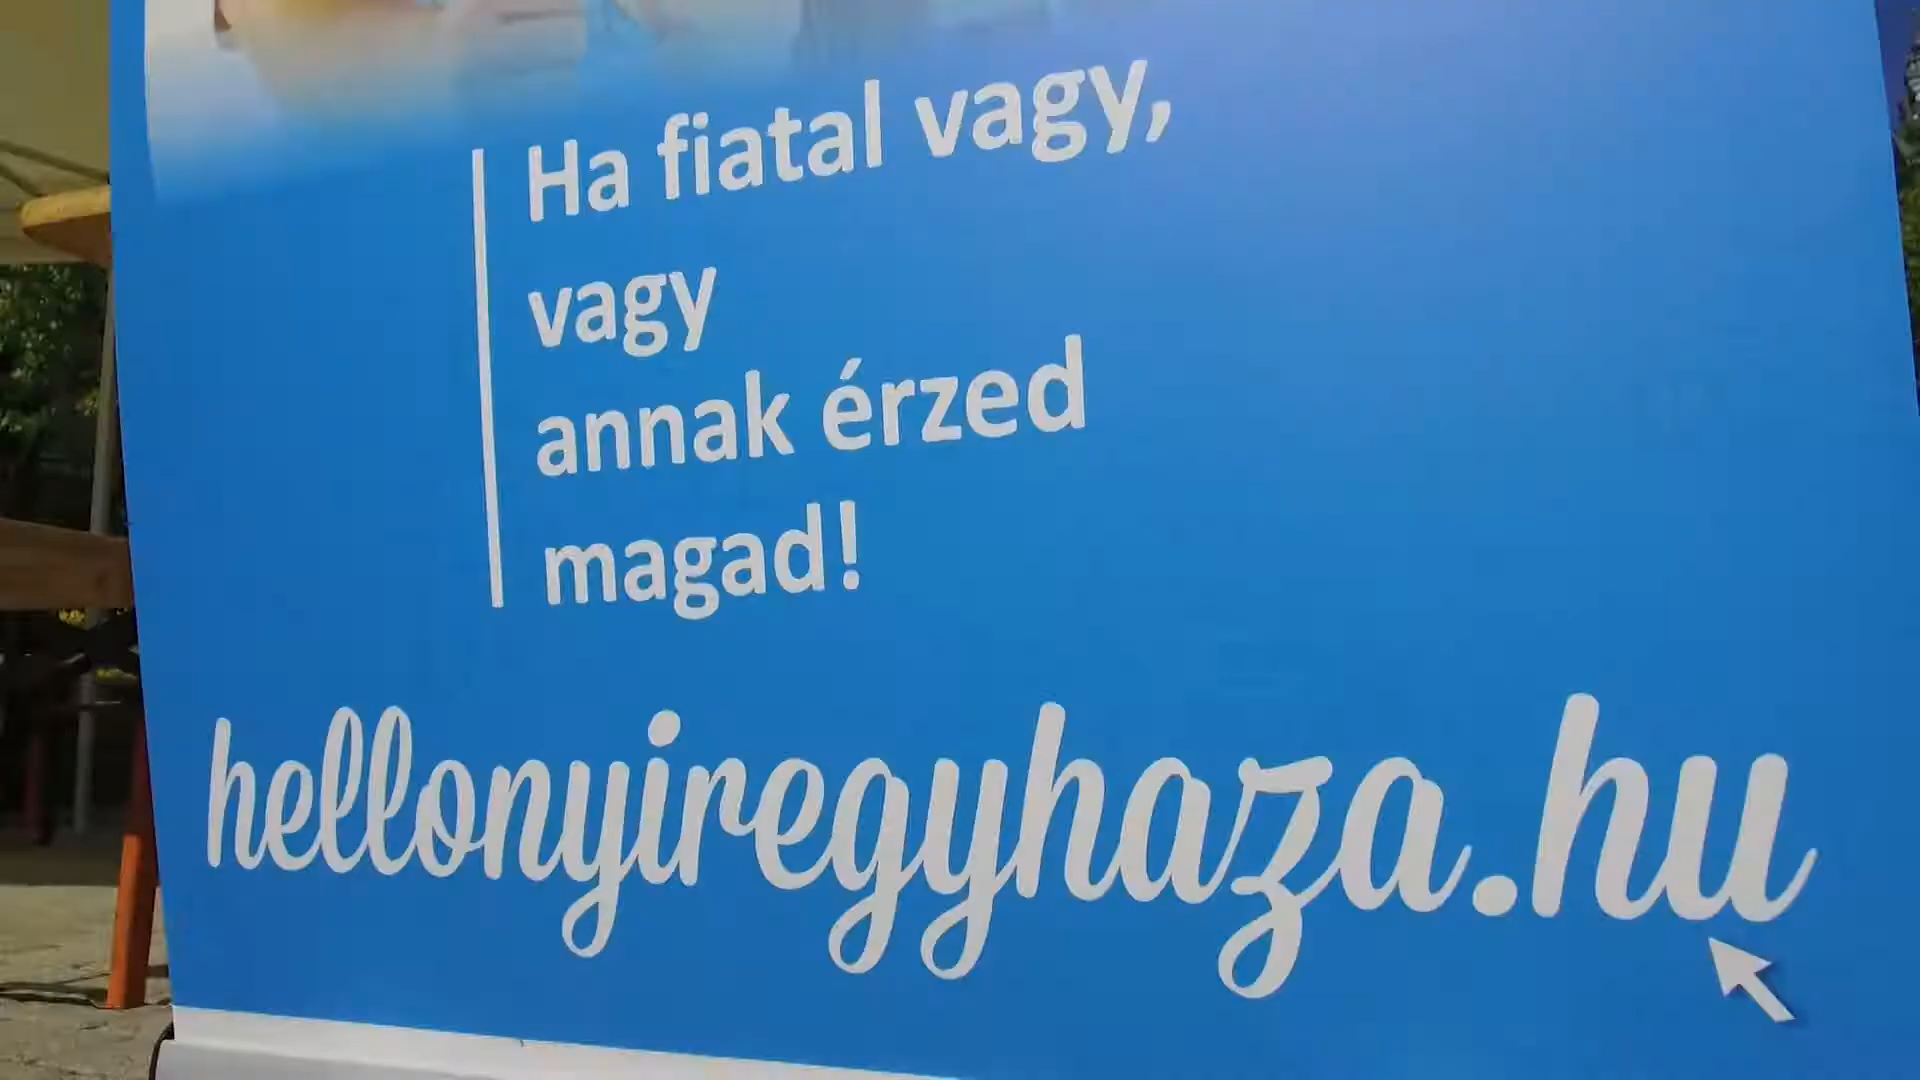 Ha fiatal vagy,
vagy
annak érzed
magad!
hellonyiregyhaza.hu